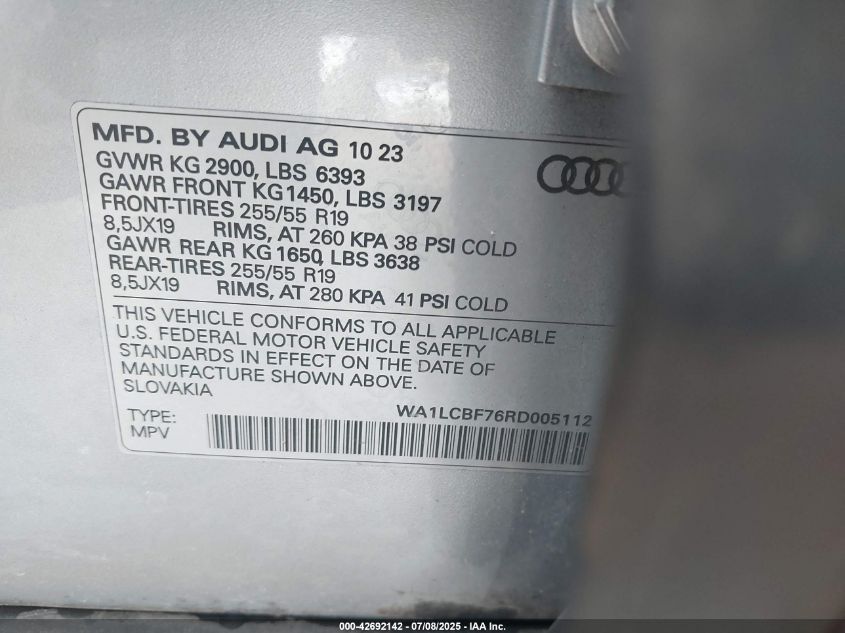 MFD. BY AUDI AG 10 23
GVWR KG 2900, LBS 6393
GAWR FRONT KG 1450, LBS 3197
FRONT-TIRES 255/55 R19
8,5JX19 RIMS, AT 260 KPA 38 PSI COLD
GAWR REAR KG 1650, LBS 3638
REAR-TIRES 255/55 R19
8,5JX19 RIMS, AT 280 KPA 41 PSI COLD
THIS VEHICLE CONFORMS TO ALL APPLICABLE
U.S. FEDERAL MOTOR VEHICLE SAFETY
STANDARDS IN EFFECT ON THE DATE OF
MANUFACTURE SHOWN ABOVE.
SLOVAKIA
WA1LCBF76RD005112
TYPE:
MPV
000-42692142 - 07/08/2025 - IAA Inc.